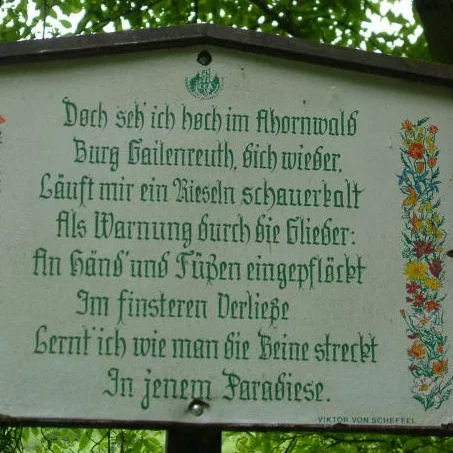 Doch seh' ich hoch im Ahornwald
Burg Gailenreuth, dich wieder,
Läuft mir ein Rieseln schauerkalt
Als Warnung durch die Glieder:
An Händ' und Füßen eingepflöckt
Im finsteren Verließe
Lernt' ich wie man die Beine streckt
In jenem Paradiese.
VIKTOR VON SCHEFFEL